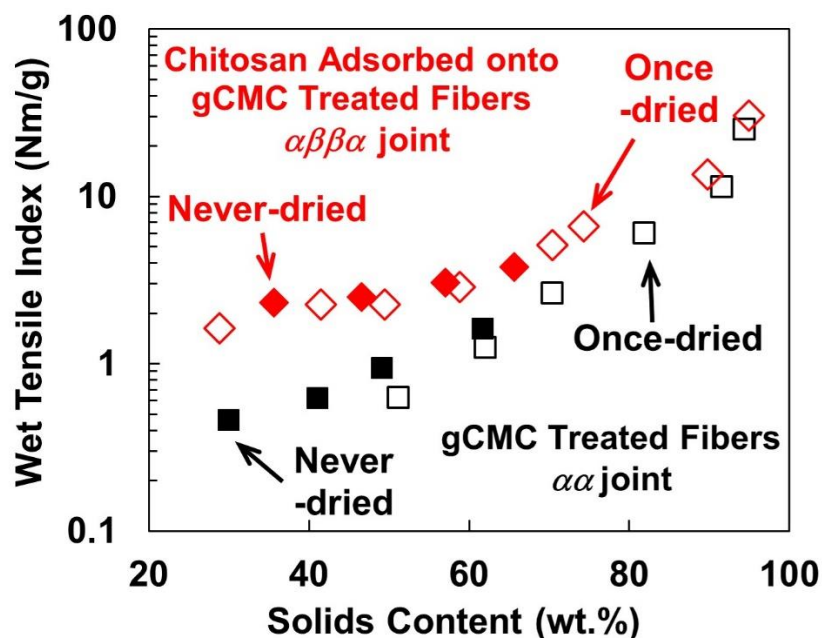 100
Chitosan Adsorbed onto
gCMC Treated Fibers
αββα joint
Once
-dried
Never-dried
10
Wet Tensile Index (Nm/g)
1
Once-dried
gCMC Treated Fibers
αα joint
Never
-dried
0.1
20 40 60 80 100
Solids Content (wt.%)